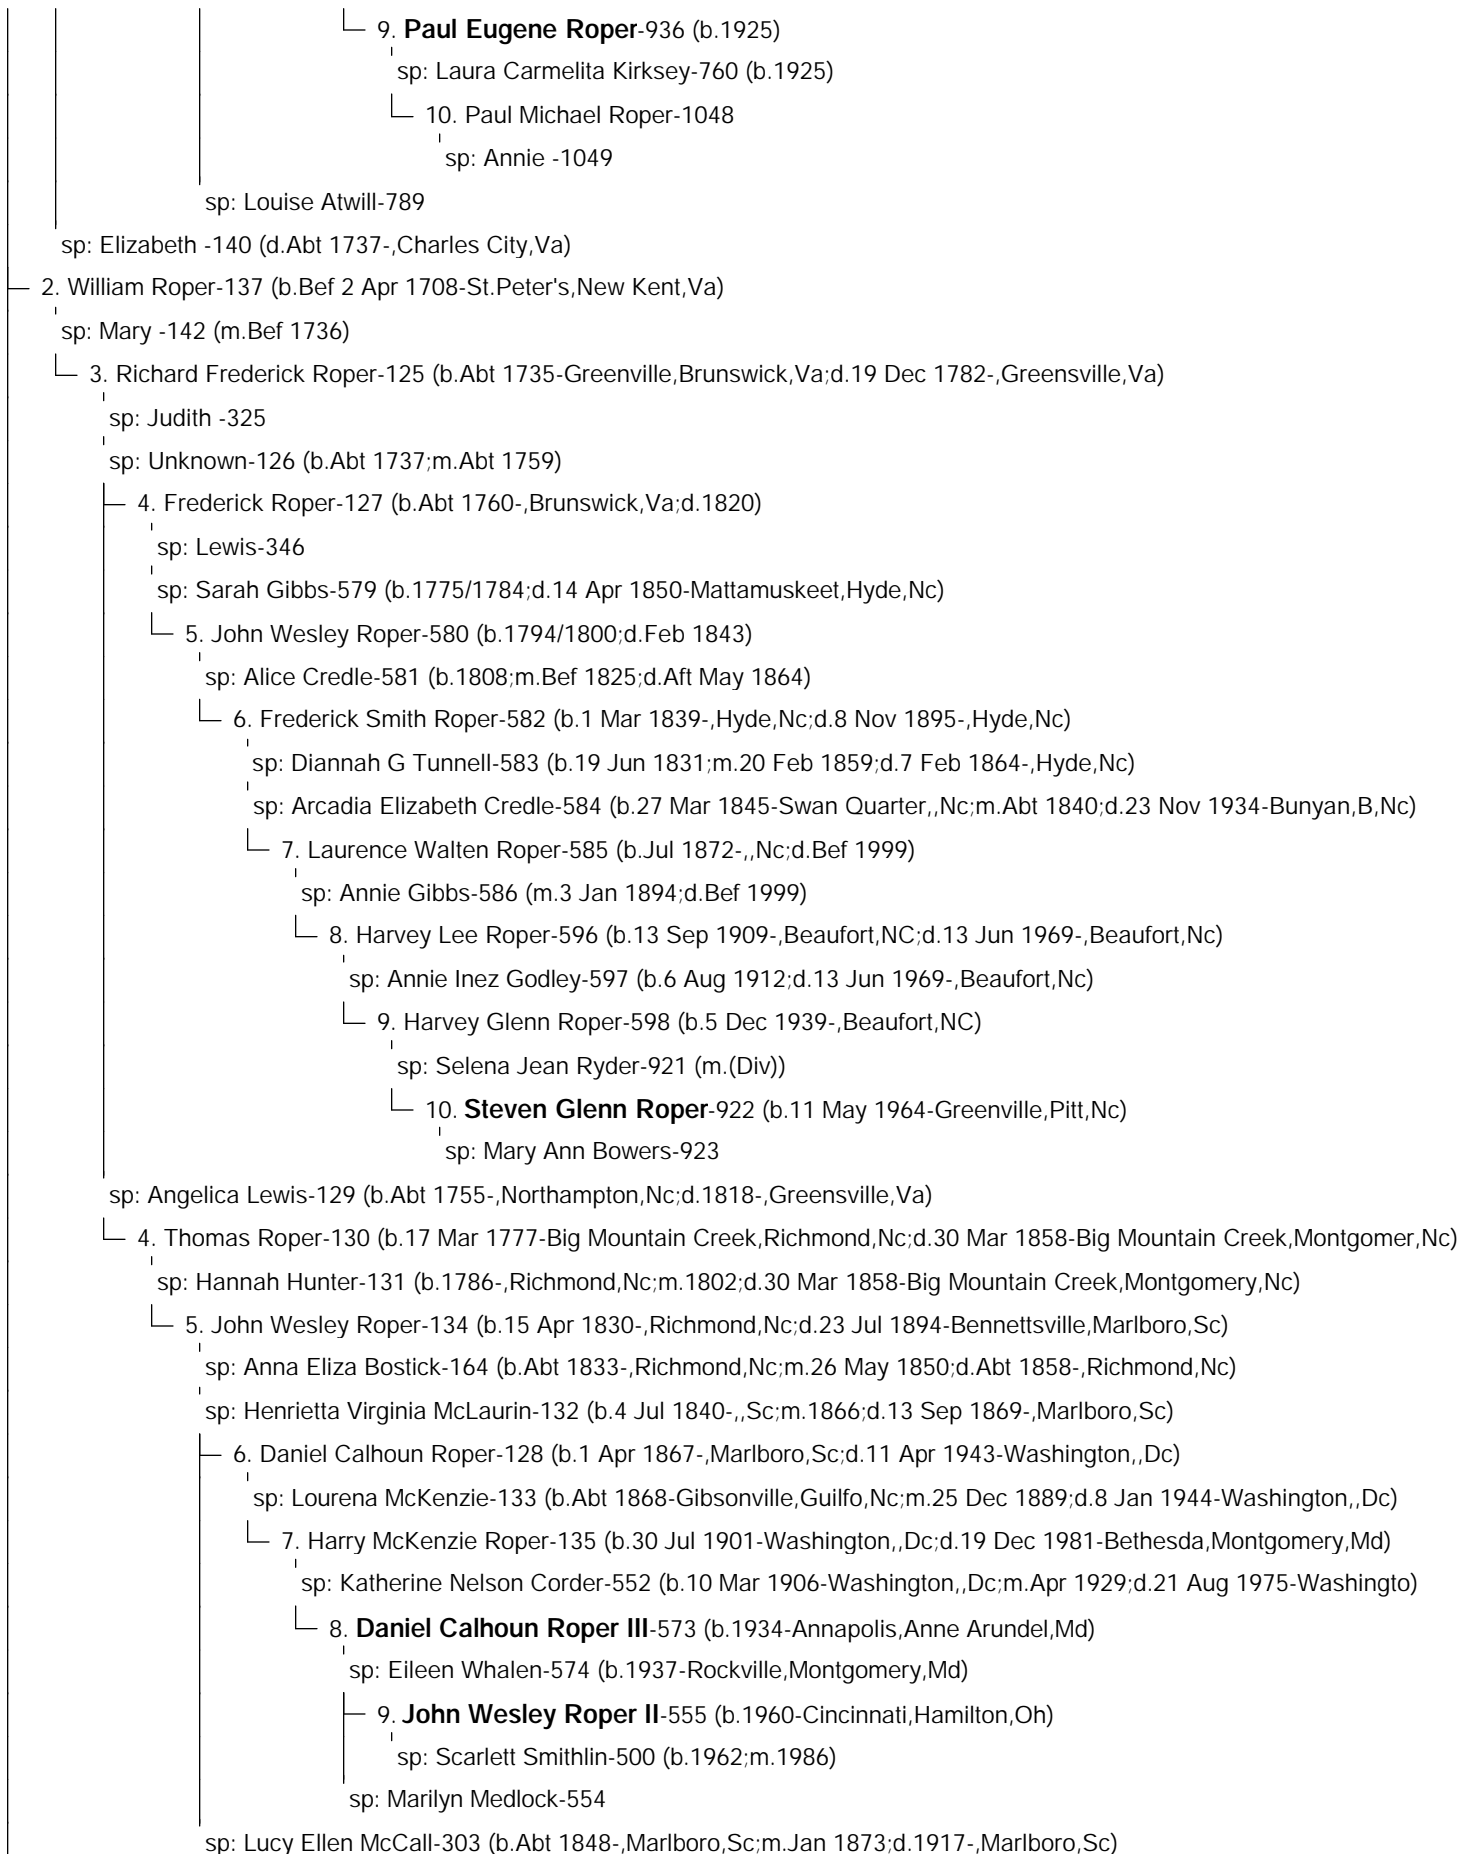 9. Paul Eugene Roper-936 (b.1925)
sp: Laura Carmelita Kirksey-760 (b.1925)
10. Paul Michael Roper-1048
sp: Annie -1049
sp: Louise Atwill-789
sp: Elizabeth -140 (d.Abt 1737-,Charles City,Va)
2. William Roper-137 (b.Bef 2 Apr 1708-St.Peter's,New Kent,Va)
sp: Mary -142 (m.Bef 1736)
3. Richard Frederick Roper-125 (b.Abt 1735-Greenville,Brunswick,Va;d.19 Dec 1782-,Greensville,Va)
sp: Judith -325
sp: Unknown-126 (b.Abt 1737;m.Abt 1759)
4. Frederick Roper-127 (b.Abt 1760-,Brunswick,Va;d.1820)
sp: Lewis-346
sp: Sarah Gibbs-579 (b.1775/1784;d.14 Apr 1850-Mattamuskeet,Hyde,Nc)
5. John Wesley Roper-580 (b.1794/1800;d.Feb 1843)
sp: Alice Credle-581 (b.1808;m.Bef 1825;d.Aft May 1864)
6. Frederick Smith Roper-582 (b.1 Mar 1839-,Hyde,Nc;d.8 Nov 1895-,Hyde,Nc)
sp: Diannah G Tunnell-583 (b.19 Jun 1831;m.20 Feb 1859;d.7 Feb 1864-,Hyde,Nc)
sp: Arcadia Elizabeth Credle-584 (b.27 Mar 1845-Swan Quarter,,Nc;m.Abt 1840;d.23 Nov 1934-Bunyan,B,Nc)
7. Laurence Walten Roper-585 (b.Jul 1872-,,Nc;d.Bef 1999)
sp: Annie Gibbs-586 (m.3 Jan 1894;d.Bef 1999)
8. Harvey Lee Roper-596 (b.13 Sep 1909-,Beaufort,NC;d.13 Jun 1969-,Beaufort,Nc)
sp: Annie Inez Godley-597 (b.6 Aug 1912;d.13 Jun 1969-,Beaufort,Nc)
9. Harvey Glenn Roper-598 (b.5 Dec 1939-,Beaufort,NC)
sp: Selena Jean Ryder-921 (m.(Div))
10. Steven Glenn Roper-922 (b.11 May 1964-Greenville,Pitt,Nc)
sp: Mary Ann Bowers-923
sp: Angelica Lewis-129 (b.Abt 1755-,Northampton,Nc;d.1818-,Greensville,Va)
4. Thomas Roper-130 (b.17 Mar 1777-Big Mountain Creek,Richmond,Nc;d.30 Mar 1858-Big Mountain Creek,Montgomer,Nc)
sp: Hannah Hunter-131 (b.1786-,Richmond,Nc;m.1802;d.30 Mar 1858-Big Mountain Creek,Montgomery,Nc)
5. John Wesley Roper-134 (b.15 Apr 1830-,Richmond,Nc;d.23 Jul 1894-Bennettsville,Marlboro,Sc)
sp: Anna Eliza Bostick-164 (b.Abt 1833-,Richmond,Nc;m.26 May 1850;d.Abt 1858-,Richmond,Nc)
sp: Henrietta Virginia McLaurin-132 (b.4 Jul 1840-,,Sc;m.1866;d.13 Sep 1869-,Marlboro,Sc)
6. Daniel Calhoun Roper-128 (b.1 Apr 1867-,Marlboro,Sc;d.11 Apr 1943-Washington,,Dc)
sp: Lourena McKenzie-133 (b.Abt 1868-Gibsonville,Guilfo,Nc;m.25 Dec 1889;d.8 Jan 1944-Washington,,Dc)
7. Harry McKenzie Roper-135 (b.30 Jul 1901-Washington,,Dc;d.19 Dec 1981-Bethesda,Montgomery,Md)
sp: Katherine Nelson Corder-552 (b.10 Mar 1906-Washington,,Dc;m.Apr 1929;d.21 Aug 1975-Washingto)
8. Daniel Calhoun Roper III-573 (b.1934-Annapolis,Anne Arundel,Md)
sp: Eileen Whalen-574 (b.1937-Rockville,Montgomery,Md)
9. John Wesley Roper II-555 (b.1960-Cincinnati,Hamilton,Oh)
sp: Scarlett Smithlin-500 (b.1962;m.1986)
sp: Marilyn Medlock-554
sp: Lucy Ellen McCall-303 (b.Abt 1848-,Marlboro,Sc;m.Jan 1873;d.1917-,Marlboro,Sc)